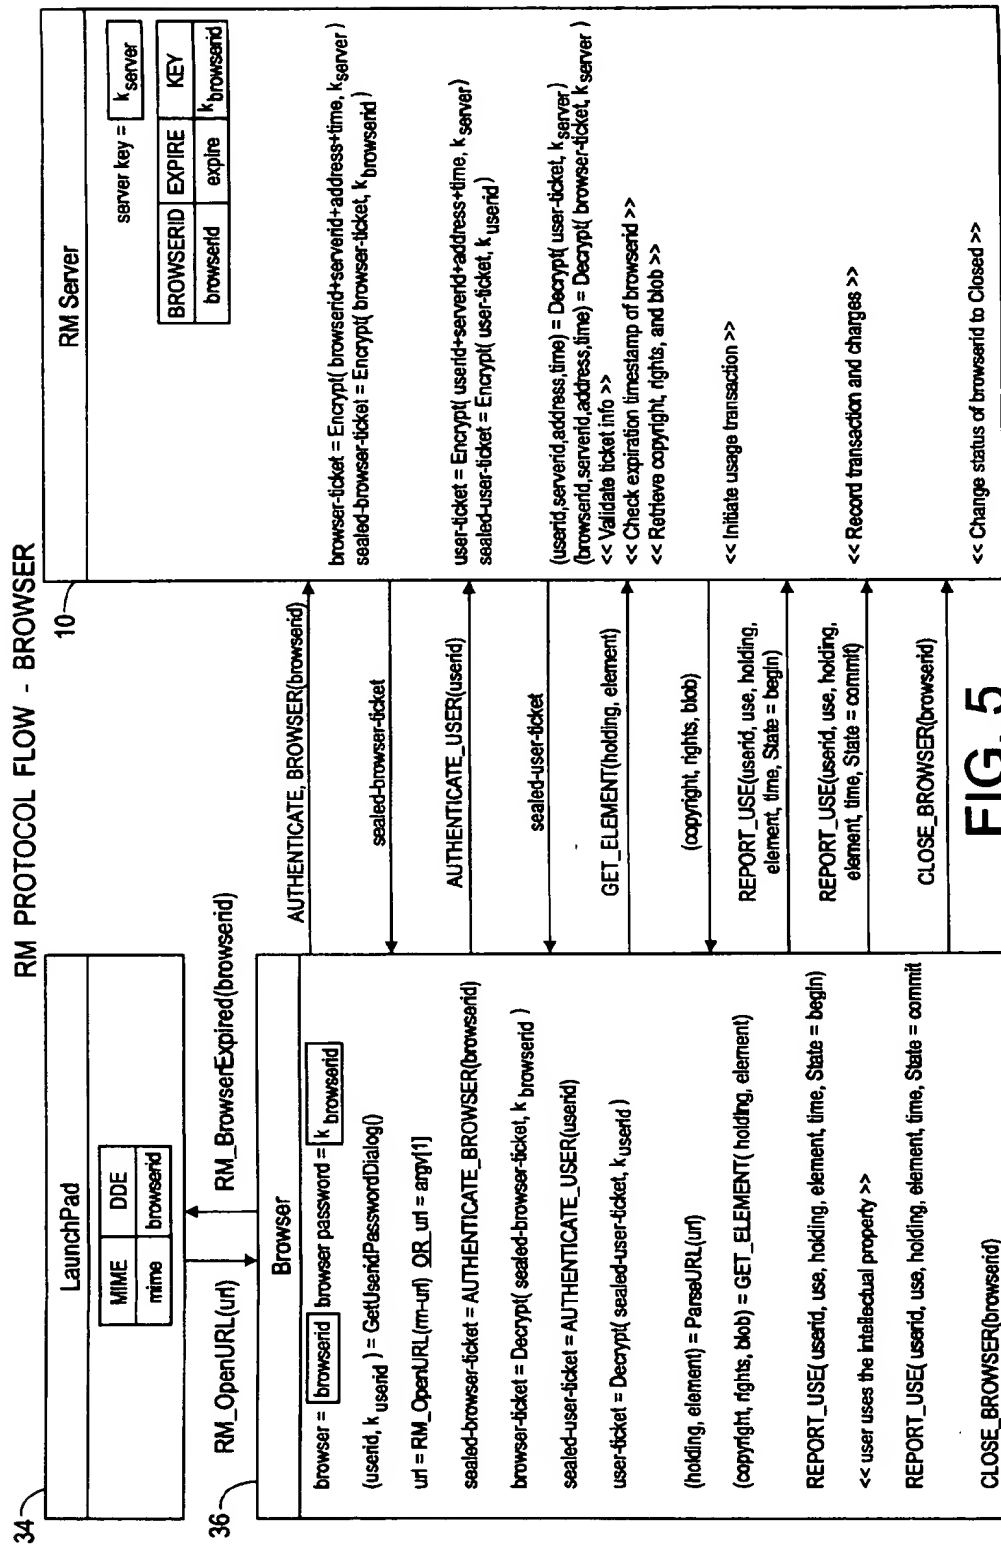 RM PROTOCOL FLOW - BROWSER
34
LaunchPad
MIME DDE
mime browserid
RM_OpenURL(url)
RM_BrowserExpired(browserid)
36
Browser
browser = browserid browser password = k browserid
(userid, k userid ) = GetUseridPasswordDialog()
url = RM_OpenURL(rm-url) OR url = argv[1]
sealed-browser-ticket = AUTHENTICATE_BROWSER(browserid)
browser-ticket = Decrypt( sealed-browser-ticket, k browserid )
sealed-user-ticket = AUTHENTICATE_USER(userid)
user-ticket = Decrypt( sealed-user-ticket, k userid )
(holding, element) = ParseURL(url)
(copyright, rights, blob) = GET_ELEMENT( holding, element)
REPORT_USE( userid, use, holding, element, time, State = begin)
<< user uses the intellectual property >>
REPORT_USE( userid, use, holding, element, time, State = commit
CLOSE_BROWSER(browserid)
AUTHENTICATE_BROWSER(browserid)
sealed-browser-ticket
AUTHENTICATE_USER(userid)
sealed-user-ticket
GET_ELEMENT(holding, element)
(copyright, rights, blob)
REPORT_USE(userid, use, holding,
element, time, State = begin)
REPORT_USE(userid, use, holding,
element, time, State = commit)
CLOSE_BROWSER(browserid)
10
RM Server
server key = k server
BROWSERID EXPIRE KEY
browserid expire k browserid
browser-ticket = Encrypt( browserid+serverid+address+time, k server )
sealed-browser-ticket = Encrypt( browser-ticket, k browserid )
user-ticket = Encrypt( userid+serverid+address+time, k server )
sealed-user-ticket = Encrypt( user-ticket, k userid )
(userid,serverid,address,time) = Decrypt( user-ticket, k server)
(browserid,serverid,address,time) = Decrypt( browser-ticket, k server )
<< Validate ticket info >>
<< Check expiration timestamp of browserid >>
<< Retrieve copyright, rights, and blob >>
<< Initiate usage transaction >>
<< Record transaction and charges >>
<< Change status of browserid to Closed >>
FIG. 5